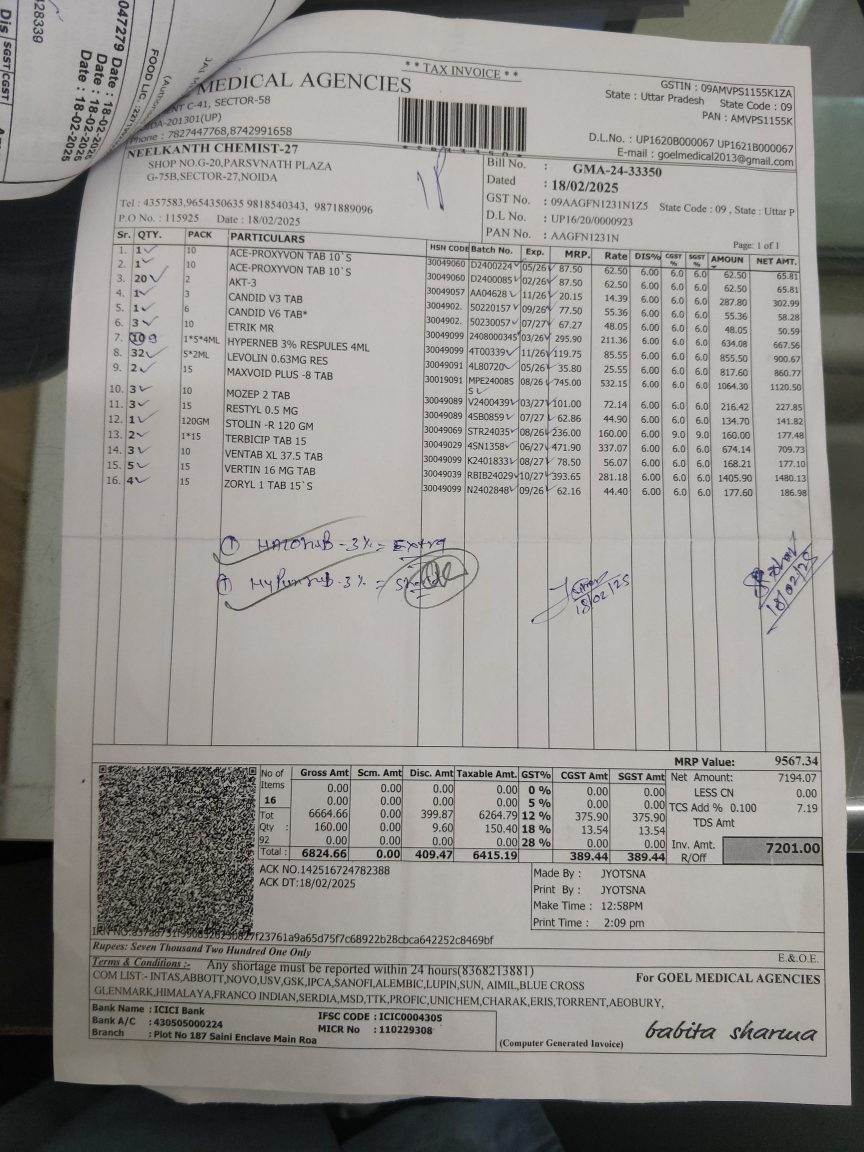 047279 Date : 18-02-
28339 Date : 18-02-2025
Date : 18-02-2025
Dis SGST CGST
FOOD LIC.
** TAX INVOICE **
MEDICAL AGENCIES
C-41, SECTOR-58
-201301(UP)
Phone : 7827447768,8742991658
GSTIN : 09AMVPS1155K1ZA
State : Uttar Pradesh State Code : 09
PAN : AMVPS1155K
D.L.No. : UP1620B000067 UP1621B000067
E-mail : goelmedical2013@gmail.com
NEELKANTH CHEMIST-27
SHOP NO.G-20,PARSVNATH PLAZA
G-75B,SECTOR-27,NOIDA
Tel : 4357583,9654350635 9818540343, 9871889096
P.O No. : 115925 Date : 18/02/2025
Bill No. : GMA-24-33350
Dated : 18/02/2025
GST No. : 09AAGFN1231N1Z5 State Code : 09 , State : Uttar P
D.L No. : UP16/20/0000923
PAN No. : AAGFN1231N
Page: 1 of 1
Sr. QTY. PACK PARTICULARS HSN CODE Batch No. Exp. MRP. Rate DIS% CGST % SGST % AMOUN NET AMT.
1. 1 10 ACE-PROXYVON TAB 10`S 30049060 D2400224 05/26 87.50 62.50 6.00 6.0 6.0 62.50 65.81
2. 1 10 ACE-PROXYVON TAB 10`S 30049060 D2400085 02/26 87.50 62.50 6.00 6.0 6.0 62.50 65.81
3. 20 2 AKT-3 30049057 AA04628 11/26 20.15 14.39 6.00 6.0 6.0 287.80 302.99
4. 1 3 CANDID V3 TAB 3004902. 50220157 09/26 77.50 55.36 6.00 6.0 6.0 55.36 58.28
5. 1 6 CANDID V6 TAB* 3004902. 50230057 07/27 67.27 48.05 6.00 6.0 6.0 48.05 50.59
6. 3 10 ETRIK MR 30049099 2408000345 03/26 295.90 211.36 6.00 6.0 6.0 634.08 667.56
7. 10 1*5*4ML HYPERNEB 3% RESPULES 4ML 30049099 4T00339 11/26 119.75 85.55 6.00 6.0 6.0 855.50 900.67
8. 32 5*2ML LEVOLIN 0.63MG RES 30049091 4L80720 05/26 35.80 25.55 6.00 6.0 6.0 817.60 860.77
9. 2 15 MAXVOID PLUS -8 TAB 30019091 MPE24008S 08/26 745.00 532.15 6.00 6.0 6.0 1064.30 1120.50
S
10. 3 10 MOZEP 2 TAB 30049089 V2400439 03/27 101.00 72.14 6.00 6.0 6.0 216.42 227.85
11. 3 15 RESTYL 0.5 MG 30049089 4SB0859 07/27 62.86 44.90 6.00 6.0 6.0 134.70 141.82
12. 1 120GM STOLIN -R 120 GM 30049069 STR24035 08/26 236.00 160.00 6.00 9.0 9.0 160.00 177.48
13. 2 1*15 TERBICIP TAB 15 30049029 4SN1358 06/27 471.90 337.07 6.00 6.0 6.0 674.14 709.73
14. 3 10 VENTAB XL 37.5 TAB 30049099 K2401833 08/27 78.50 56.07 6.00 6.0 6.0 168.21 177.10
15. 5 15 VERTIN 16 MG TAB 30049039 RBIB24029 10/27 393.65 281.18 6.00 6.0 6.0 1405.90 1480.13
16. 4 15 ZORYL 1 TAB 15`S 30049099 N2402848 09/26 62.16 44.40 6.00 6.0 6.0 177.60 186.98
-3% = Extra
-3% =
18/02/25
18/02/25
MRP Value: 9567.34
No of Items 16 Tot Qty : 92
Gross Amt Scm. Amt Disc. Amt Taxable Amt. GST% CGST Amt SGST Amt
0.00 0.00 0.00 0.00 0 % 0.00 0.00
0.00 0.00 0.00 0.00 5 % 0.00 0.00
6664.66 0.00 399.87 6264.79 12 % 375.90 375.90
160.00 0.00 9.60 150.40 18 % 13.54 13.54
0.00 0.00 0.00 0.00 28 % 0.00 0.00
Total : 6824.66 0.00 409.47 6415.19 389.44 389.44
Net Amount: 7194.07
LESS CN 0.00
TCS Add % 0.100 7.19
TDS Amt
Inv. Amt. R/Off 7201.00
ACK NO.142516724782388
ACK DT:18/02/2025
Made By : JYOTSNA
Print By : JYOTSNA
Make Time : 12:58PM
Print Time : 2:09 pm
Rupees: Seven Thousand Two Hundred One Only
E.& O.E.
Terms & Conditions :- Any shortage must be reported within 24 hours(8368213881)
COM LIST:- INTAS,ABBOTT,NOVO,USV,GSK,IPCA,SANOFI,ALEMBIC,LUPIN,SUN, AIMIL,BLUE CROSS
GLENMARK,HIMALAYA,FRANCO INDIAN,SERDIA,MSD,TTK,PROFIC,UNICHEM,CHARAK,ERIS,TORRENT,AEOBURY,
For GOEL MEDICAL AGENCIES
Bank Name : ICICI Bank
Bank A/C : 430505000224
Branch : Plot No 187 Saini Enclave Main Roa
IFSC CODE : ICIC0004305
MICR No : 110229308
(Computer Generated Invoice)
babita sharma